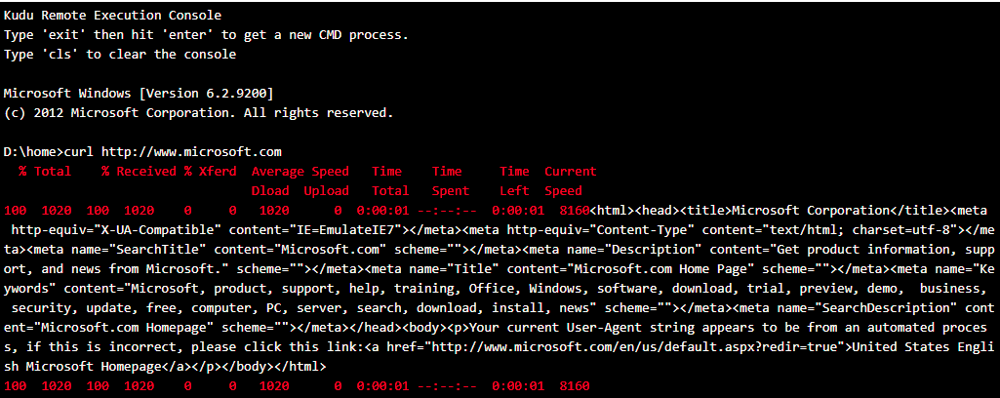 Kudu Remote Execution Console
Type 'exit' then hit 'enter' to get a new CMD process.
Type 'cls' to clear the console
Microsoft Windows [Version 6.2.9200]
(c) 2012 Microsoft Corporation. All rights reserved.
D:\home>curl http://www.microsoft.com
  % Total    % Received % Xferd  Average Speed   Time    Time     Time  Current
                                 Dload  Upload   Total   Spent    Left  Speed
100  1020  100  1020    0     0   1020      0  0:00:01 --:--:--  0:00:01  8160<html><head><title>Microsoft Corporation</title><meta
 http-equiv="X-UA-Compatible" content="IE=EmulateIE7"></meta><meta http-equiv="Content-Type" content="text/html; charset=utf-8"></me
ta><meta name="SearchTitle" content="Microsoft.com" scheme=""></meta><meta name="Description" content="Get product information, supp
ort, and news from Microsoft." scheme=""></meta><meta name="Title" content="Microsoft.com Home Page" scheme=""></meta><meta name="Ke
ywords" content="Microsoft, product, support, help, training, Office, Windows, software, download, trial, preview, demo,  business,
 security, update, free, computer, PC, server, search, download, install, news" scheme=""></meta><meta name="SearchDescription" cont
ent="Microsoft.com Homepage" scheme=""></meta></head><body><p>Your current User-Agent string appears to be from an automated proces
s, if this is incorrect, please click this link:<a href="http://www.microsoft.com/en/us/default.aspx?redir=true">United States Engli
sh Microsoft Homepage</a></p></body></html>
100  1020  100  1020    0     0   1020      0  0:00:01 --:--:--  0:00:01  8160